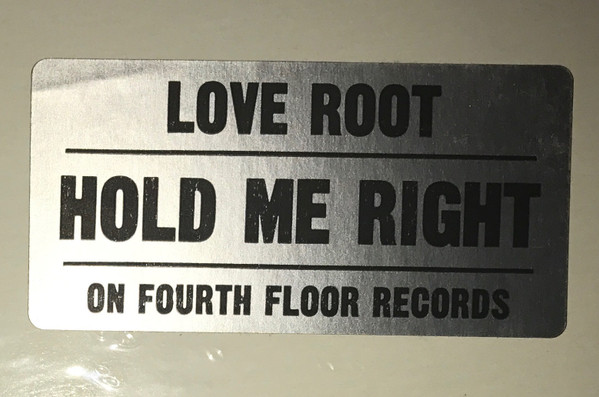 LOVE ROOT
HOLD ME RIGHT
ON FOURTH FLOOR RECORDS